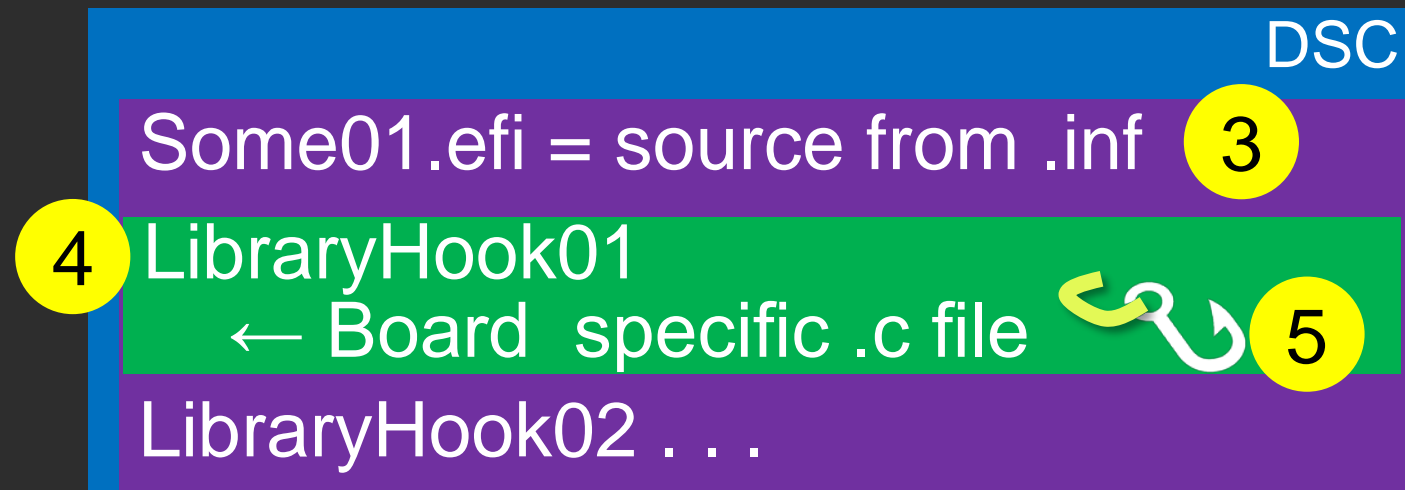 DSC
Some01.efi = source from .inf
3
4
LibraryHook01
← Board specific .c file
5
LibraryHook02 . . .